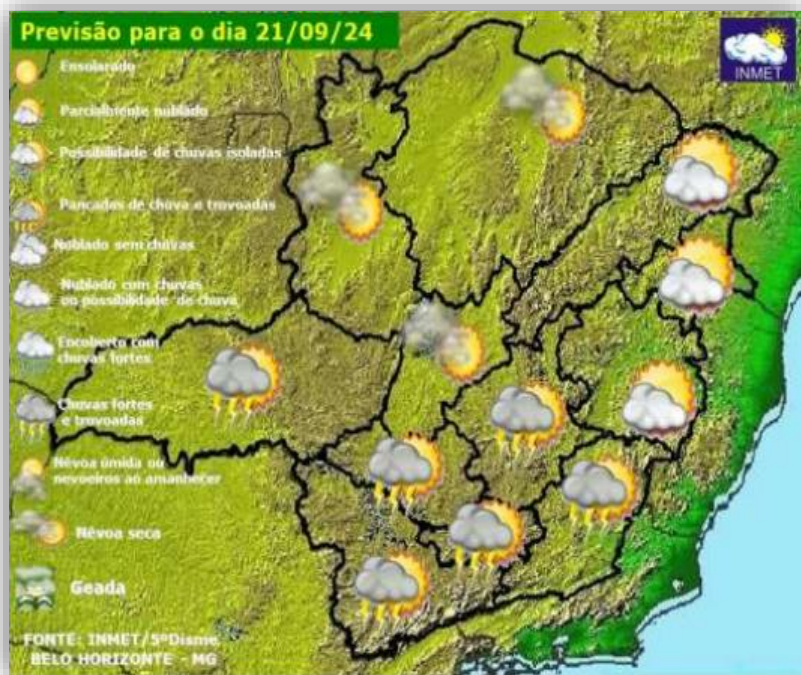 Previsão para o dia 21/09/24
INMET
Ensolarado
Parcialmente nublado
Possibilidade de chuvas isoladas
Pancadas de chuva e trovoadas
Nublado sem chuvas
Nublado com chuvas
ou possibilidade de chuva
Encoberto com
chuvas fortes
Chuvas fortes
e trovoadas
Névoa úmida ou
nevoeiros ao amanhecer
Névoa seca
Geada
FONTE: INMET/5ºDisme
BELO HORIZONTE - MG